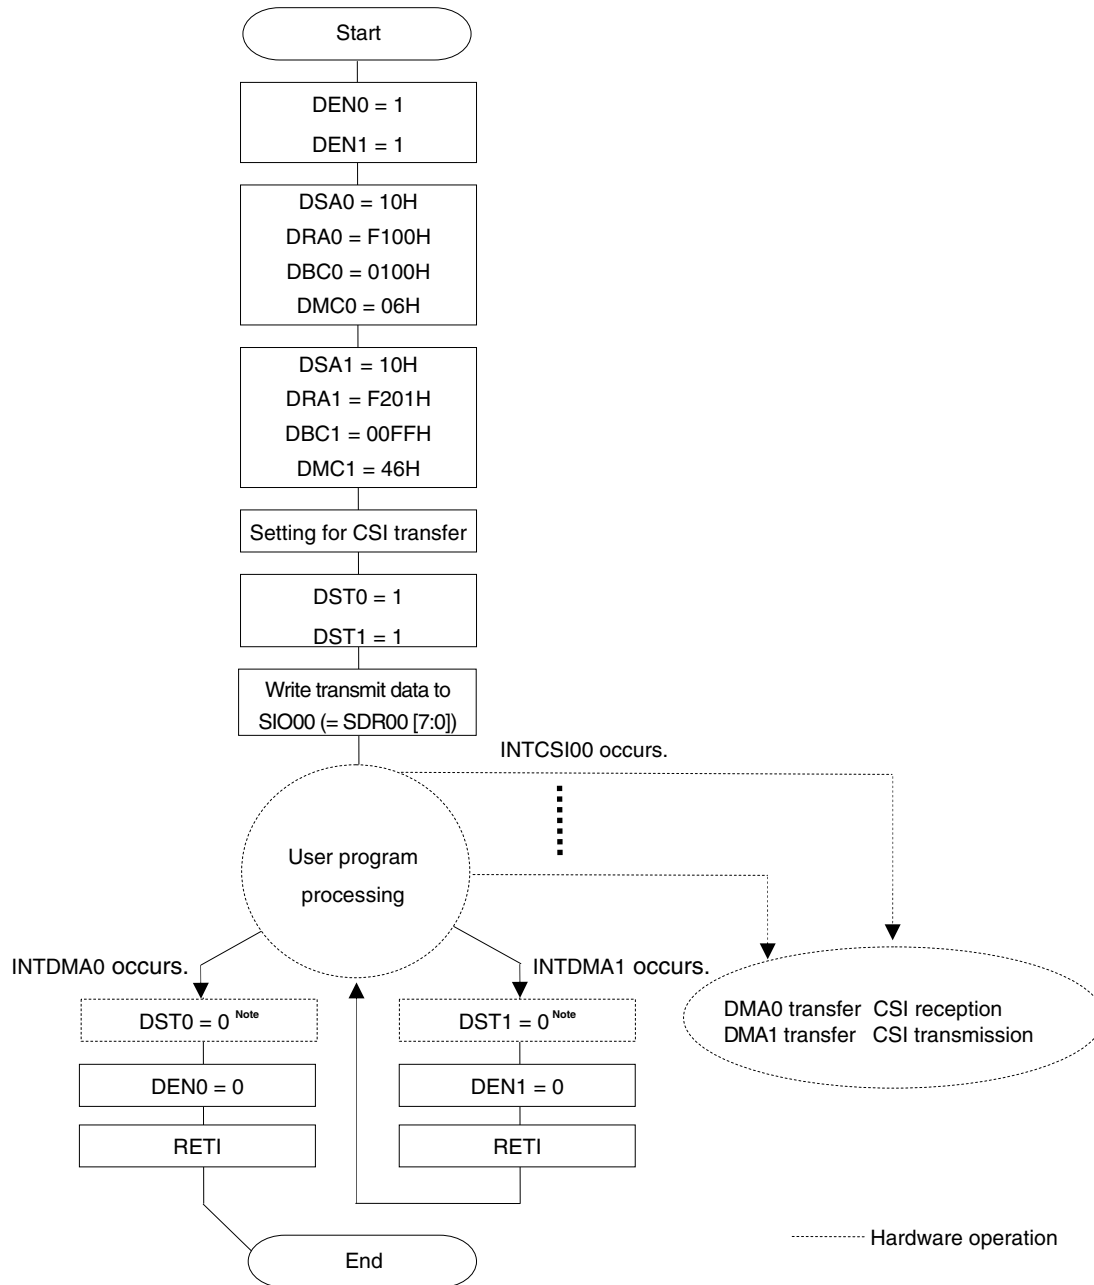 Start
DEN0 = 1
DEN1 = 1
DSA0 = 10H
DRA0 = F100H
DBC0 = 0100H
DMC0 = 06H
DSA1 = 10H
DRA1 = F201H
DBC1 = 00FFH
DMC1 = 46H
Setting for CSI transfer
DST0 = 1
DST1 = 1
Write transmit data to
SIO00 (= SDR00 [7:0])
INTCSI00 occurs.
User program
processing
INTDMA0 occurs.
INTDMA1 occurs.
DST0 = 0 Note
DST1 = 0 Note
DMA0 transfer CSI reception
DMA1 transfer CSI transmission
DEN0 = 0
DEN1 = 0
RETI
RETI
Hardware operation
End